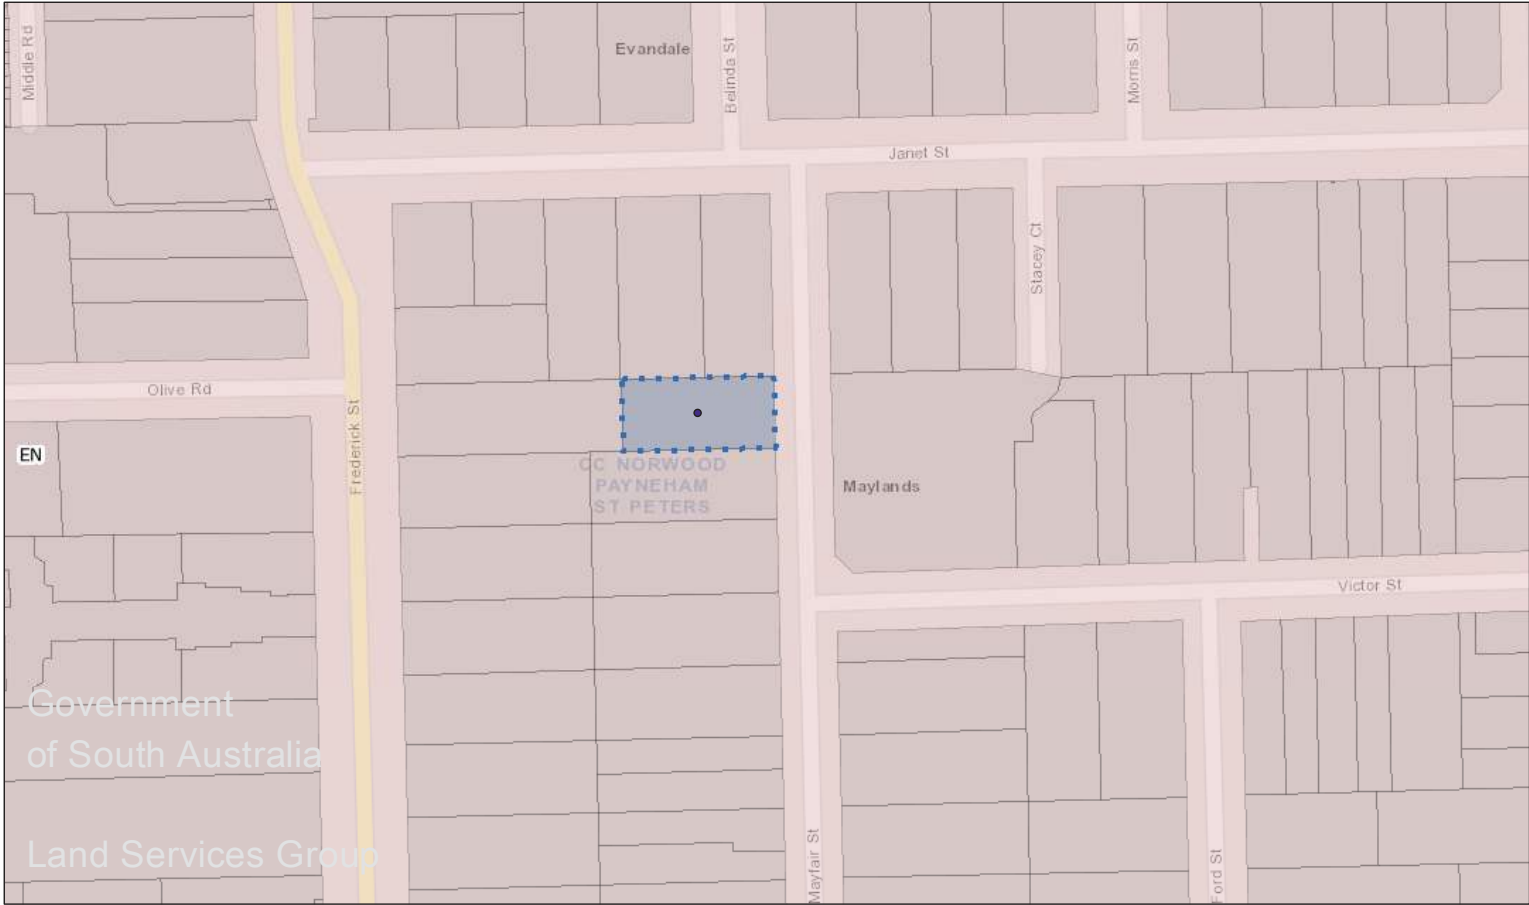 Middle Rd
Evandale
Belinda St
Morris St
Janet St
Stacey Ct
Olive Rd
Frederick St
EN
CC NORWOOD
PAYNEHAM
ST PETERS
Maylands
Victor St
Government
of South Australia
Land Services Group
Mayfair St
Ford St